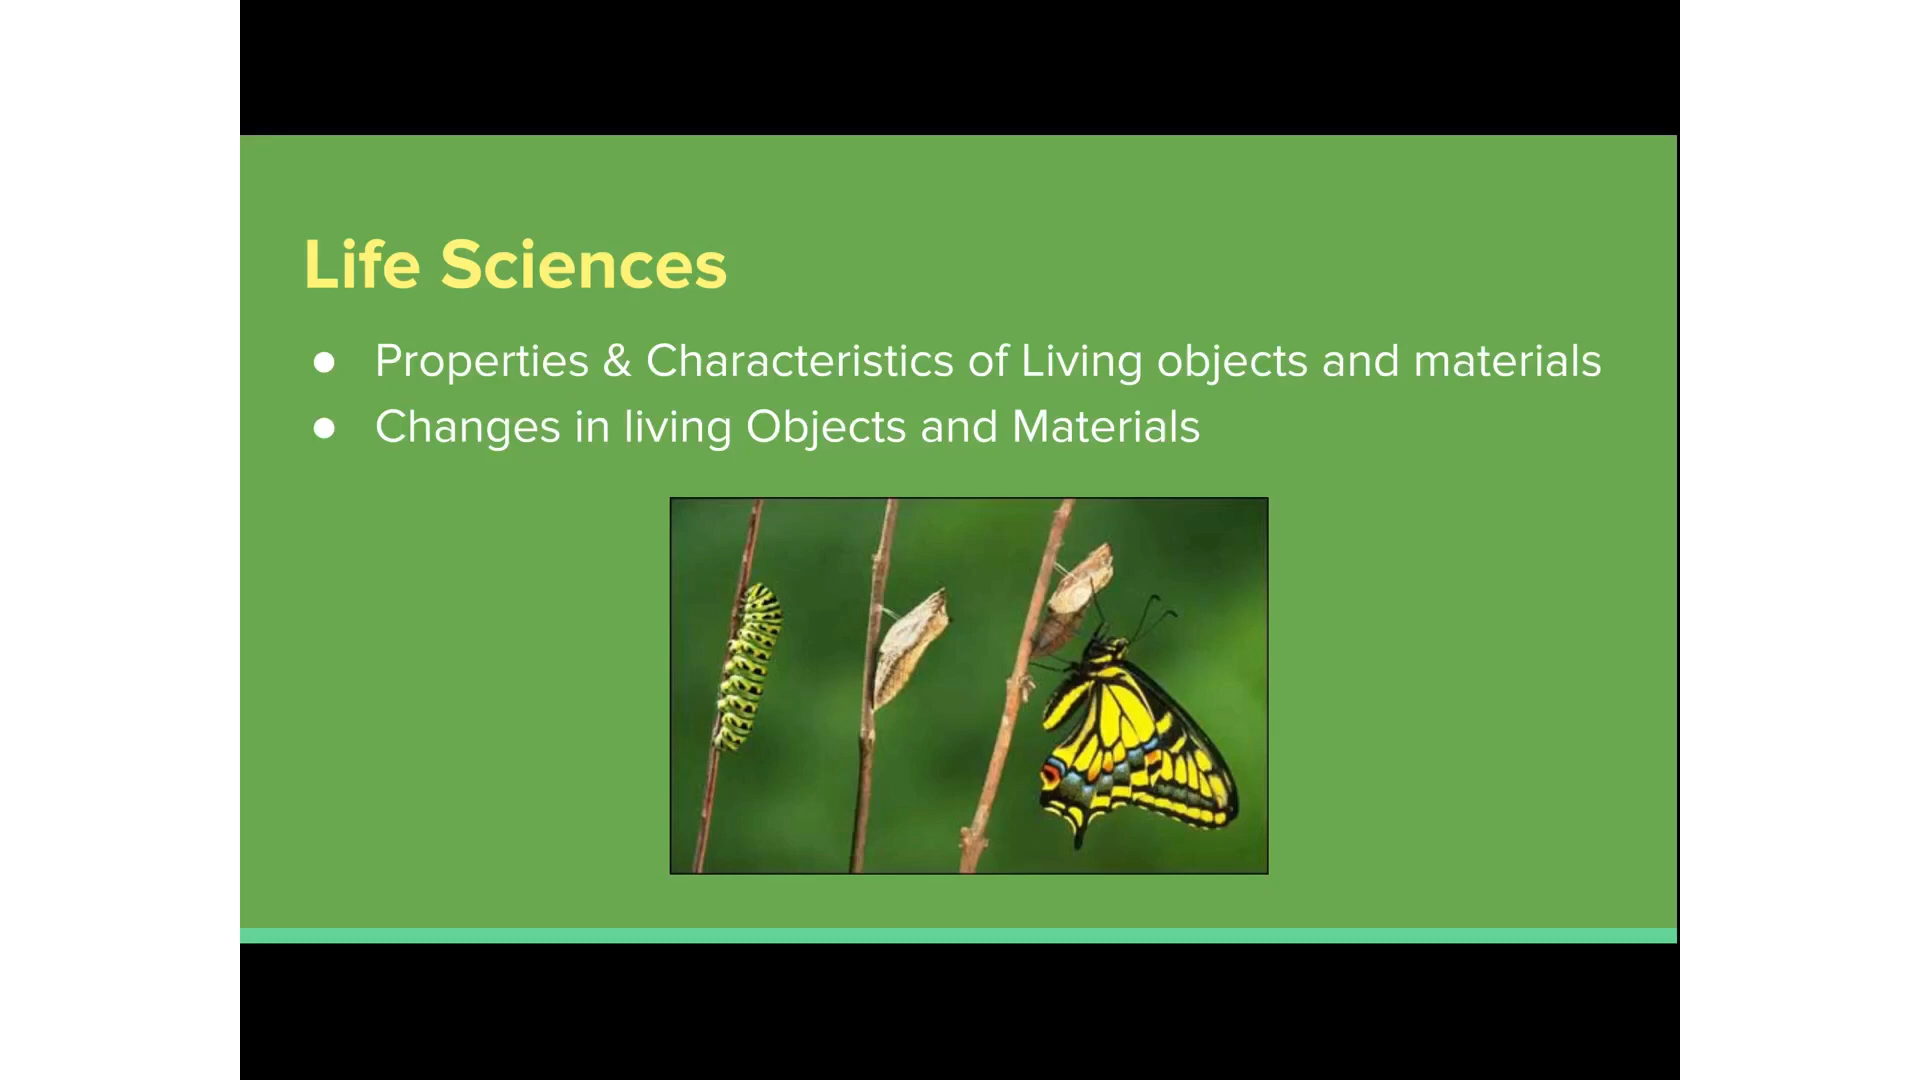 Life Sciences
● Properties & Characteristics of Living objects and materials
● Changes in living Objects and Materials